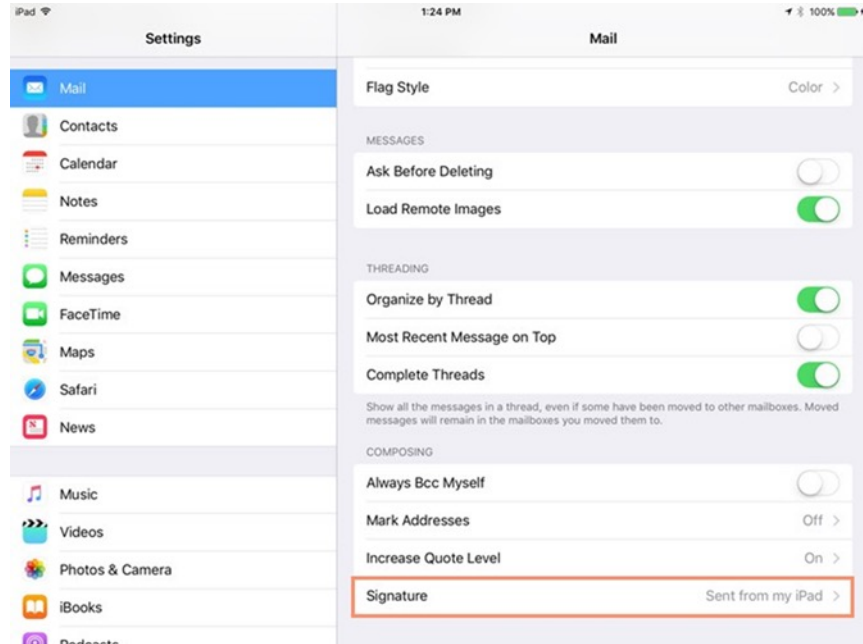 iPad
1:24 PM
100%
Settings
Mail
Mail
Contacts
Calendar
Notes
Reminders
Messages
FaceTime
Maps
Safari
News
Music
Videos
Photos & Camera
iBooks
Podcasts
Flag Style
Color >
MESSAGES
Ask Before Deleting
Load Remote Images
THREADING
Organize by Thread
Most Recent Message on Top
Complete Threads
Show all the messages in a thread, even if some have been moved to other mailboxes. Moved
messages will remain in the mailboxes you moved them to.
COMPOSING
Always Bcc Myself
Mark Addresses
Off >
Increase Quote Level
On >
Signature
Sent from my iPad >